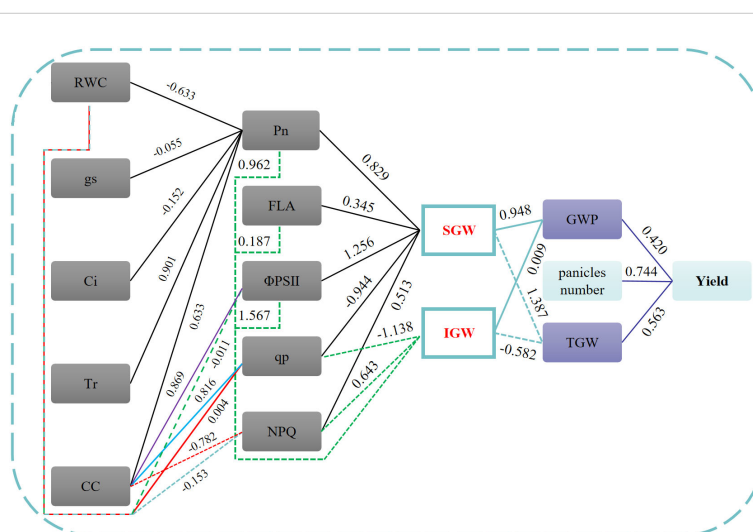 RWC
-0.633
Pn
-0.055
gs
0.962
0.829
-0.152
FLA
0.345
0.948
GWP
0.420
SGW
0.187
0.901
1.256
0.009
Ci
ΦPSII
-0.944
panicles
number
0.744
Yield
0.633
0.513
1.387
1.567
0.563
-0.011
-1.138
IGW
-0.582
TGW
qp
0.869
0.816
0.643
Tr
0.004
NPQ
-0.782
-0.153
CC